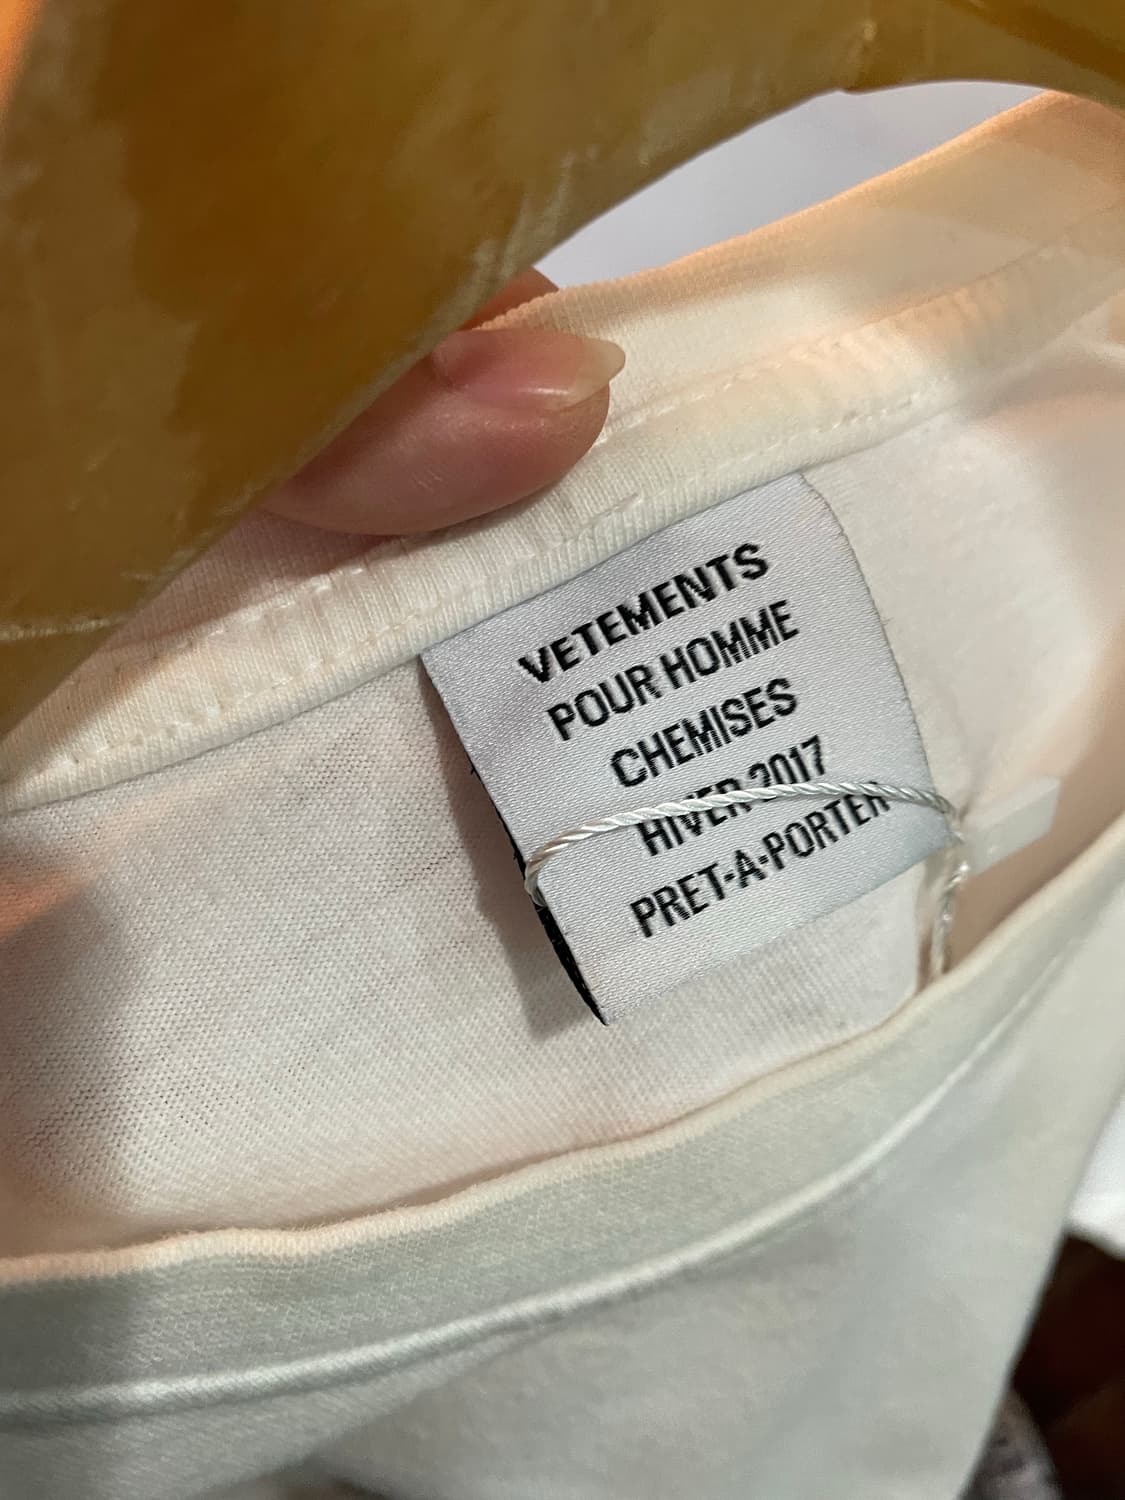 VETEMENTS
POUR HOMME
CHEMISES
HIVER 2017
PRET-A-PORTER